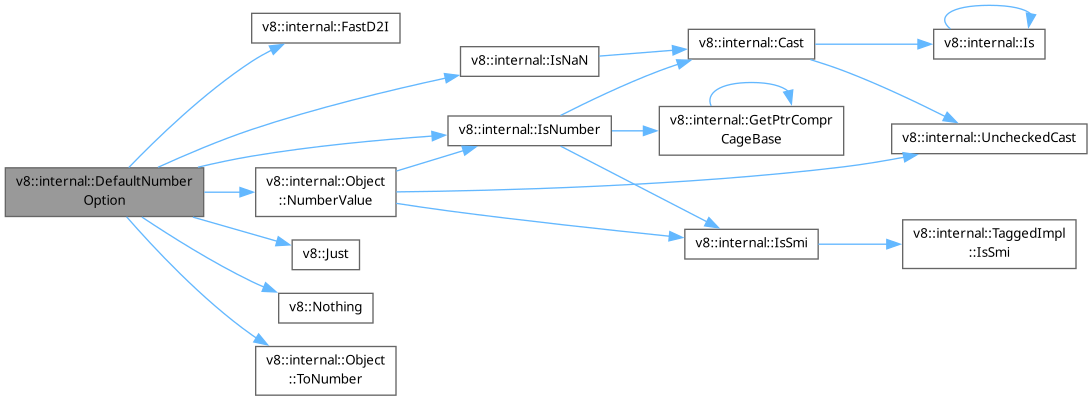 v8::internal::FastD2I
v8::internal::Cast
v8::internal::Is
v8::internal::IsNaN
v8::internal::GetPtrCompr
CageBase
v8::internal::IsNumber
v8::internal::UncheckedCast
v8::internal::DefaultNumber
Option
v8::internal::Object
::NumberValue
v8::internal::IsSmi
v8::internal::TaggedImpl
::IsSmi
v8::Just
v8::Nothing
v8::internal::Object
::ToNumber